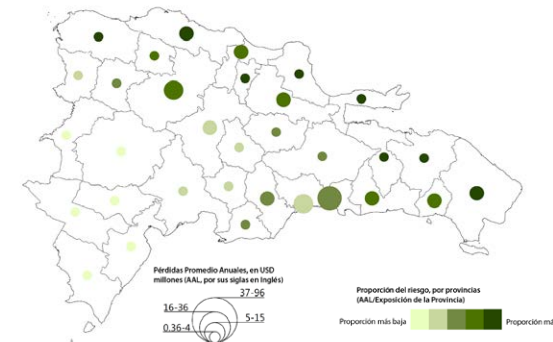 Pérdidas Promedio Anuales, en USD
millones (AAL, por sus siglas en Inglés)
37-96
16-36
5-15
0.36-4
Proporción del riesgo, por provincias
(AAL/Exposición de la Provincia)
Proporción más baja
Proporción má